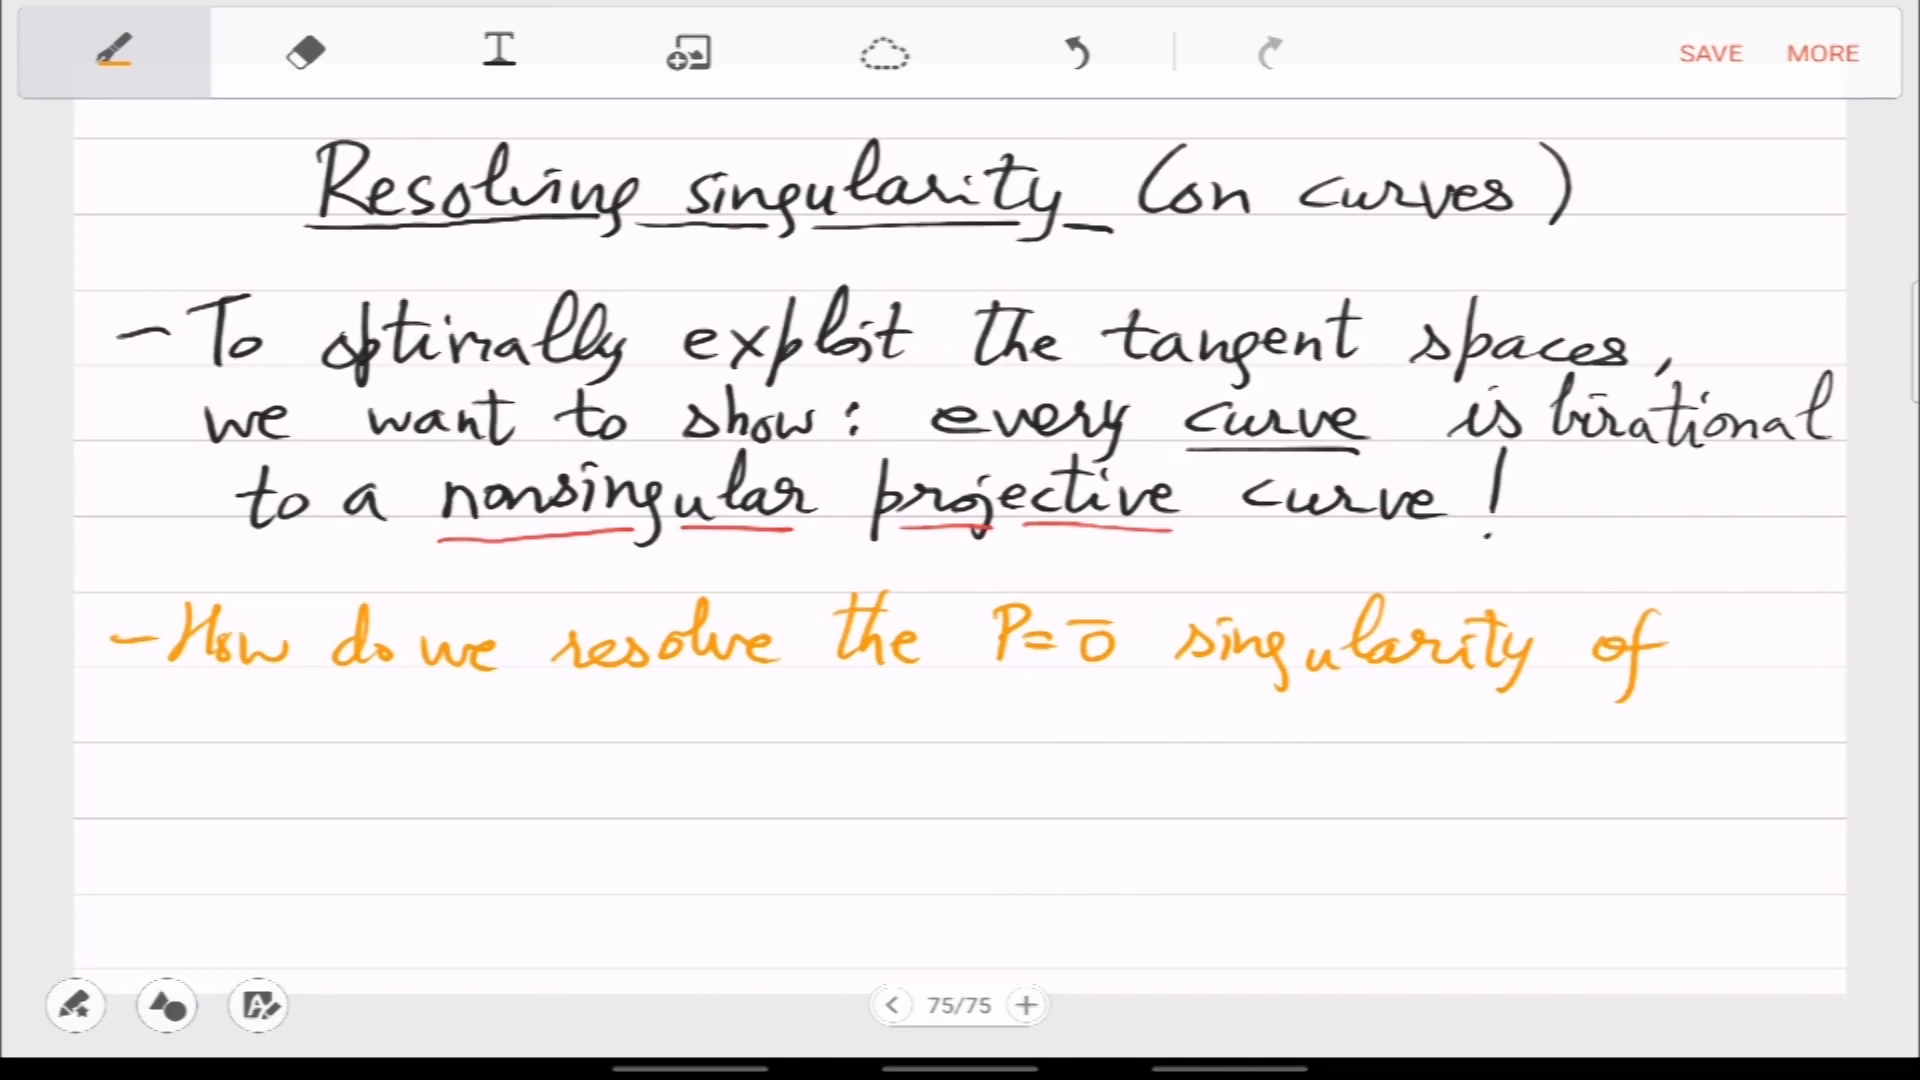 SAVE MORE
Resolving singularity (on curves)
- To optimally exploit the tangent spaces,
we want to show: every curve is birational
to a nonsingular projective curve!
- How do we resolve the P=0̅ singularity of
75/75